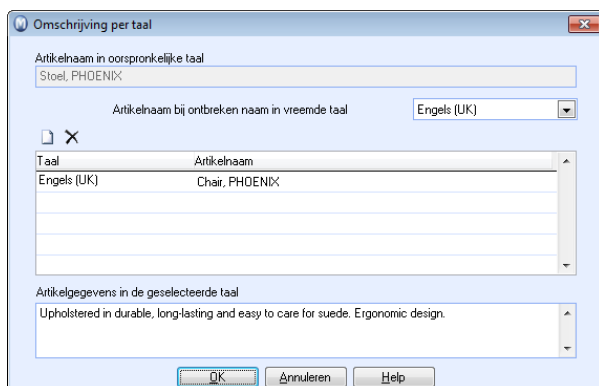 Omschrijving per taal
Artikelnaam in oorspronkelijke taal
Stoel, PHOENIX
Artikelnaam bij ontbreken naam in vreemde taal Engels (UK)
Taal Artikelnaam
Engels (UK) Chair, PHOENIX
Artikelgegevens in de geselecteerde taal
Upholstered in durable, long-lasting and easy to care for suede. Ergonomic design.
OK Annuleren Help